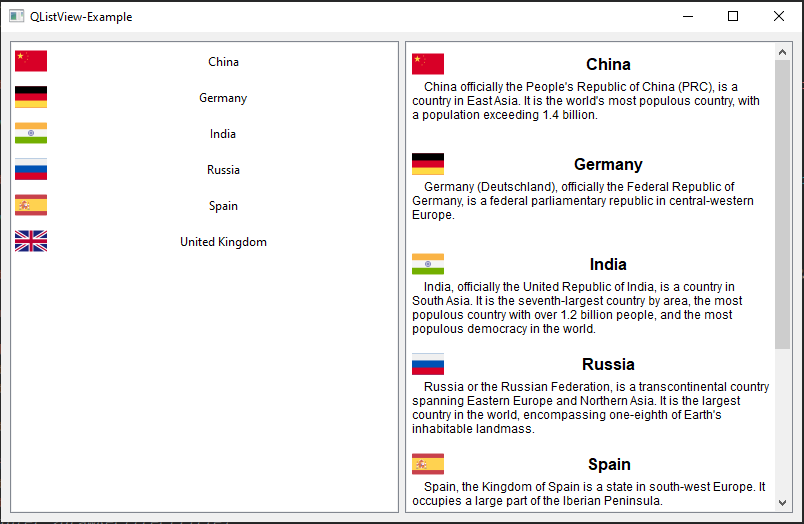 QListView-Example
China
Germany
India
Russia
Spain
United Kingdom
China
China officially the People's Republic of China (PRC), is a
country in East Asia. It is the world's most populous country, with
a population exceeding 1.4 billion.
Germany
Germany (Deutschland), officially the Federal Republic of
Germany, is a federal parliamentary republic in central-western
Europe.
India
India, officially the United Republic of India, is a country in
South Asia. It is the seventh-largest country by area, the most
populous country with over 1.2 billion people, and the most
populous democracy in the world.
Russia
Russia or the Russian Federation, is a transcontinental country
spanning Eastern Europe and Northern Asia. It is the largest
country in the world, encompassing one-eighth of Earth's
inhabitable landmass.
Spain
Spain, the Kingdom of Spain is a state in south-west Europe. It
occupies a large part of the Iberian Peninsula.